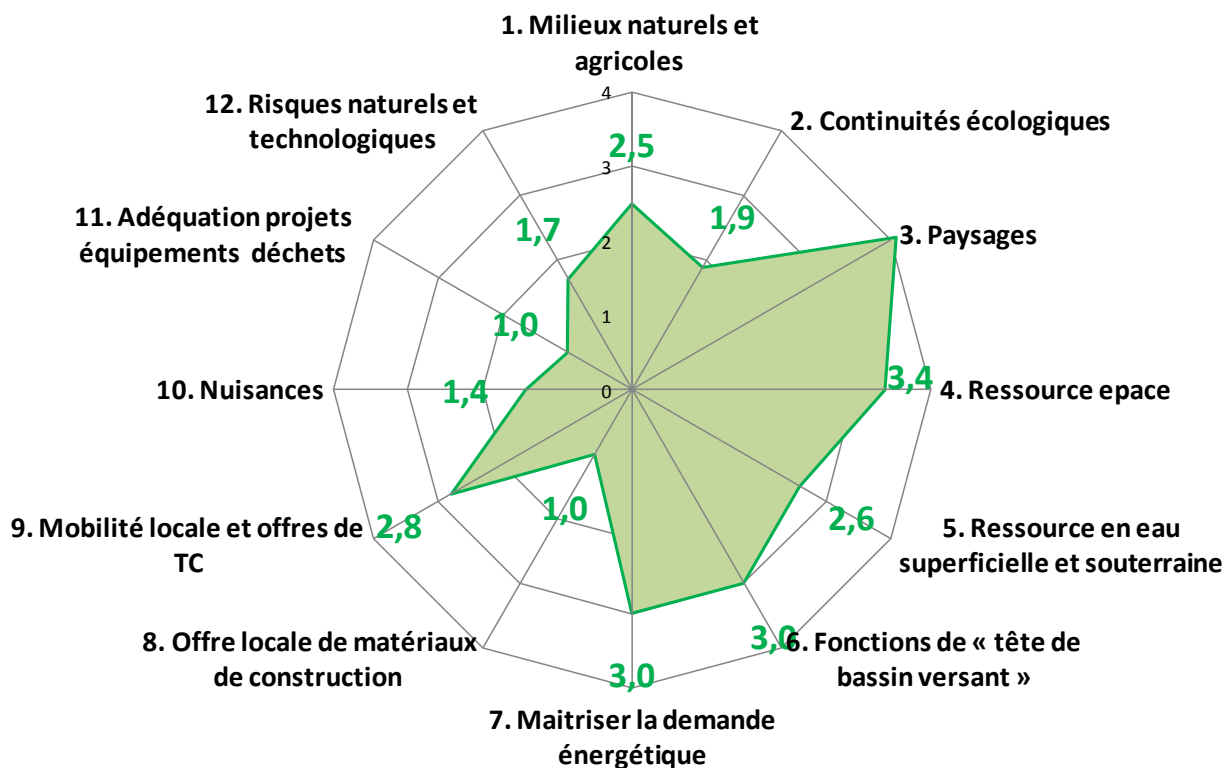 1. Milieux naturels et
agricoles
12. Risques naturels et
technologiques
2. Continuités écologiques
11. Adéquation projets
équipements déchets
3. Paysages
10. Nuisances
4. Ressource epace
9. Mobilité locale et offres de
TC
5. Ressource en eau
superficielle et souterraine
8. Offre locale de matériaux
de construction
6. Fonctions de « tête de
bassin versant »
7. Maitriser la demande
énergétique
4
3
2
1
0
2,5
1,9
3,4
2,6
3,0
3,0
1,0
2,8
1,4
1,0
1,7